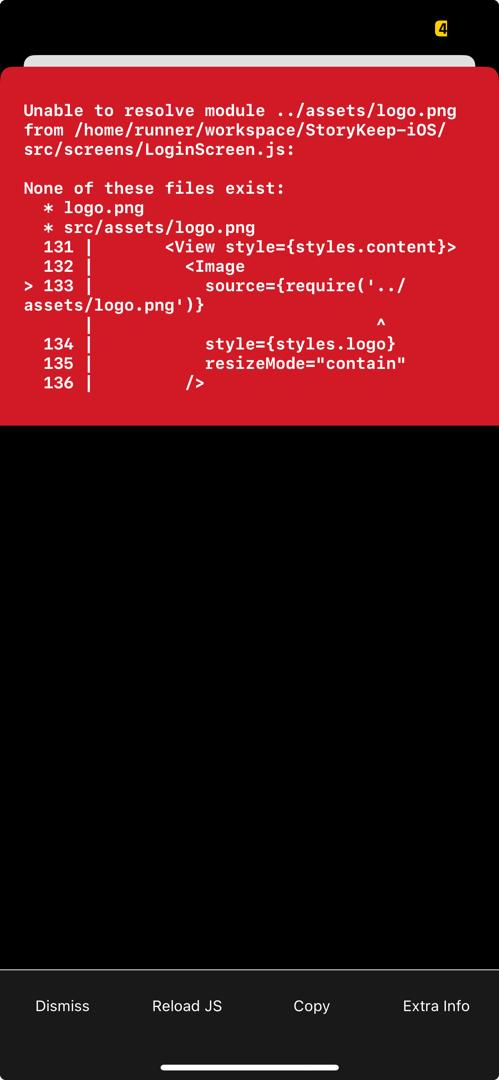 4
Unable to resolve module ../assets/logo.png
from /home/runner/workspace/StoryKeep-iOS/
src/screens/LoginScreen.js:
None of these files exist:
* logo.png
* src/assets/logo.png
131 | <View style={styles.content}>
132 | <Image
> 133 | source={require('../
assets/logo.png')}
| ^
134 | style={styles.logo}
135 | resizeMode="contain"
136 | />
Dismiss Reload JS Copy Extra Info